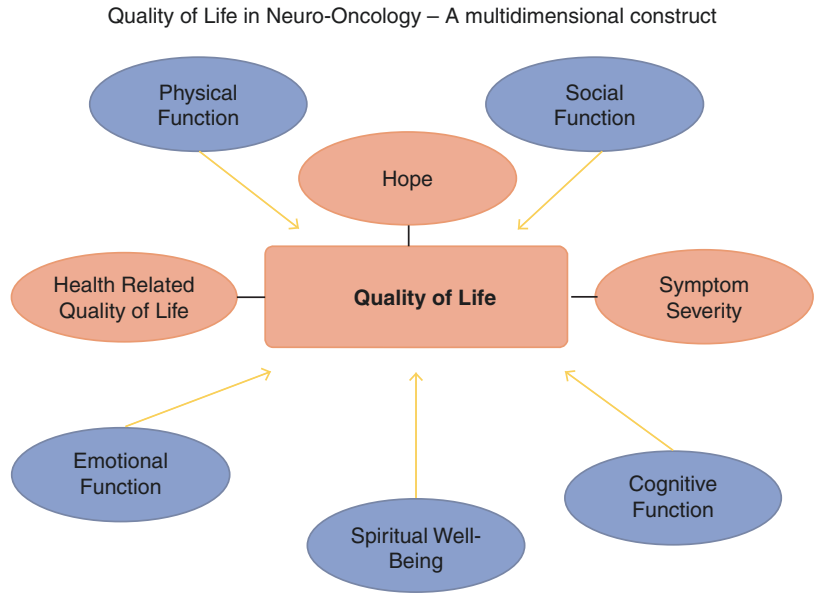 Quality of Life in Neuro-Oncology – A multidimensional construct
Physical
Function
Social
Function
Hope
Health Related
Quality of Life
Quality of Life
Symptom
Severity
Emotional
Function
Spiritual Well-
Being
Cognitive
Function